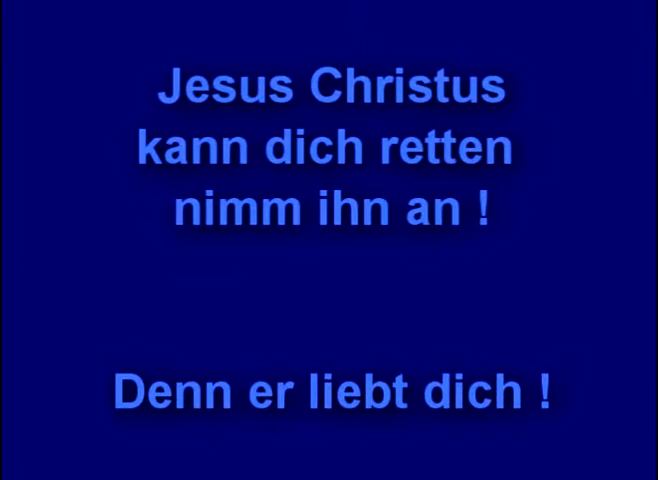 Jesus Christus
kann dich retten
nimm ihn an !
Denn er liebt dich !